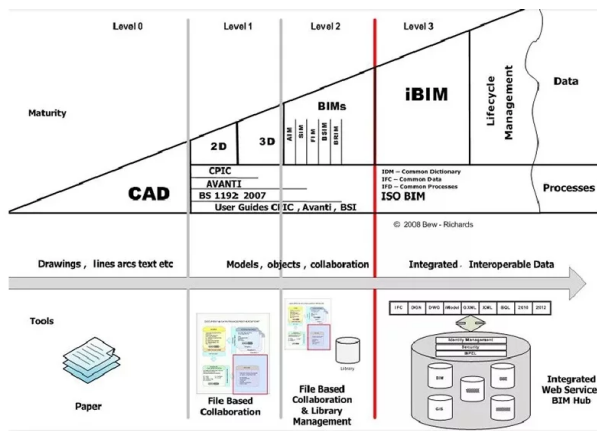 Level 0
Level 1
Level 2
Level 3
Maturity
CAD
2D
3D
BIMs
AIM
SIM
FIM
BSIM
BRIM
iBIM
Lifecycle
Management
Data
Processes
CPIC
AVANTI
BS 1192: 2007
User Guides CPIC , Avanti , BSI
IDM – Common Dictionary
IFC – Common Data
IFD – Common Processes
ISO BIM
© 2008 Bew - Richards
Drawings , lines arcs text etc
Models , objects , collaboration
Integrated - Interoperable Data
Tools
Paper
File Based
Collaboration
File Based
Collaboration
& Library
Management
Library
IFC
DWG
XML
SQL
2010
2012
Identity Management
Security
BPEL
BIM
GIS
Integrated
Web Service
BIM Hub